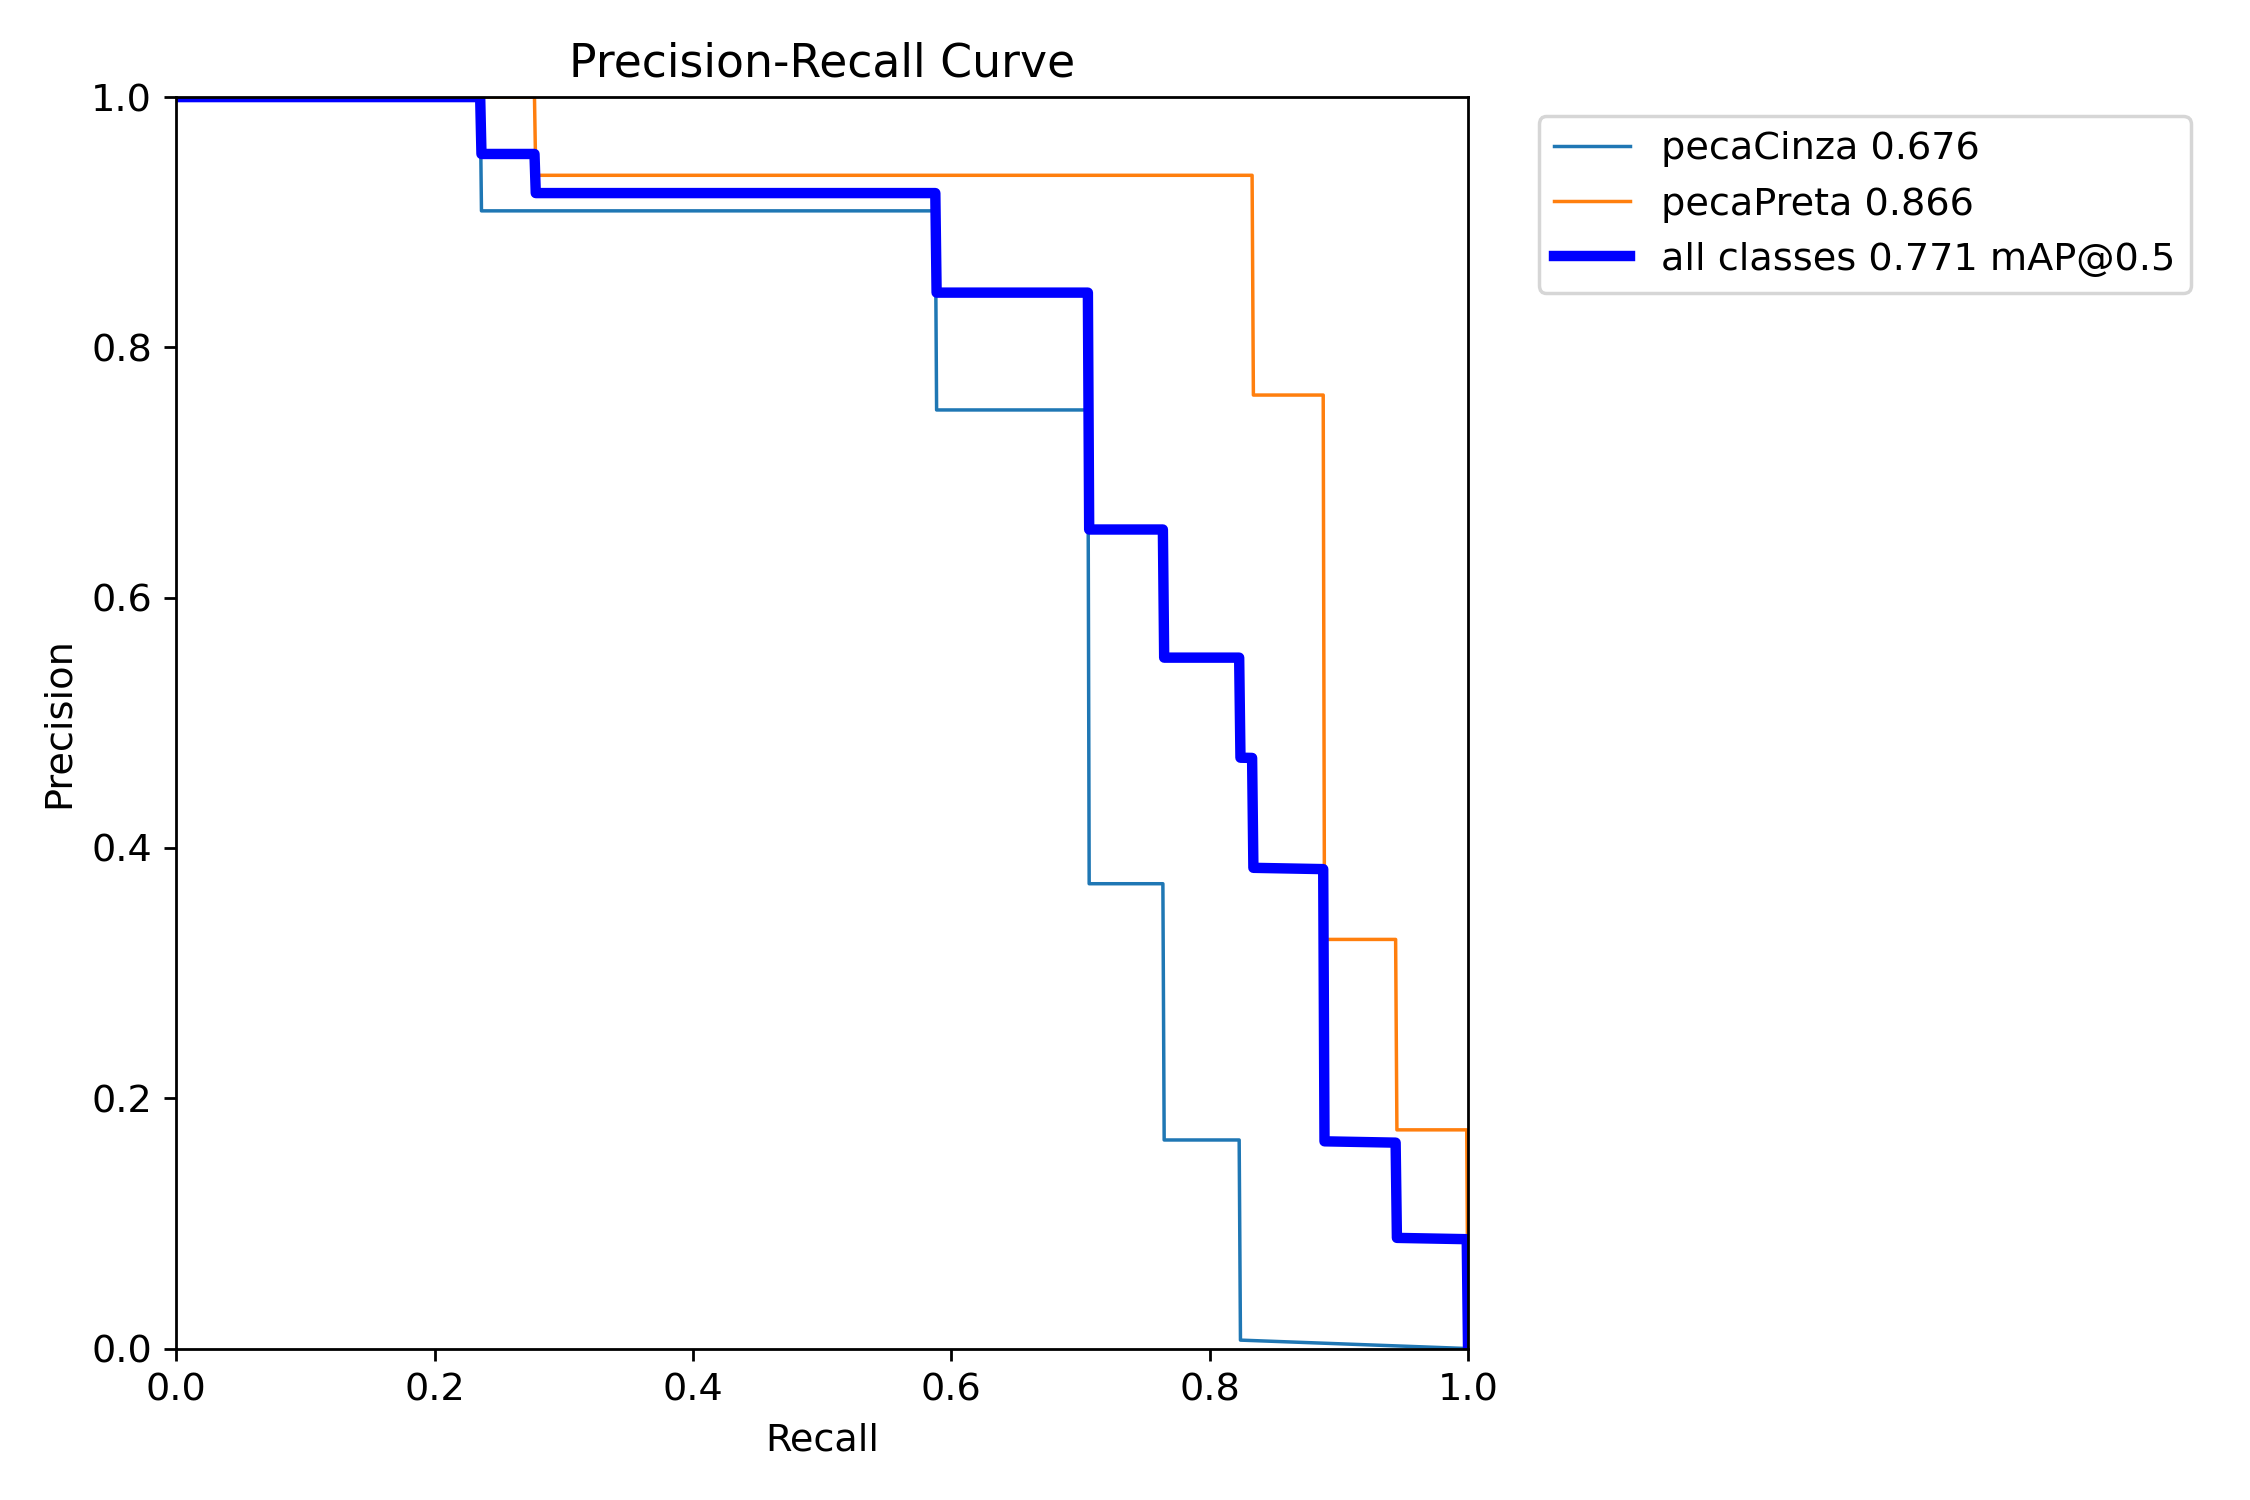 Precision-Recall Curve
pecaCinza 0.676
pecaPreta 0.866
all classes 0.771 mAP@0.5
1.0
0.8
0.6
0.4
0.2
0.0
Precision
0.0 0.2 0.4 0.6 0.8 1.0
Recall